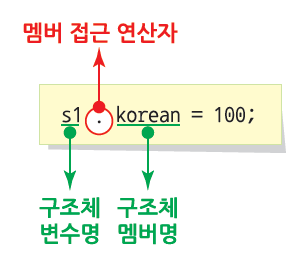 멤버 접근 연산자
s1 . korean = 100;
구조체 구조체
변수명 멤버명